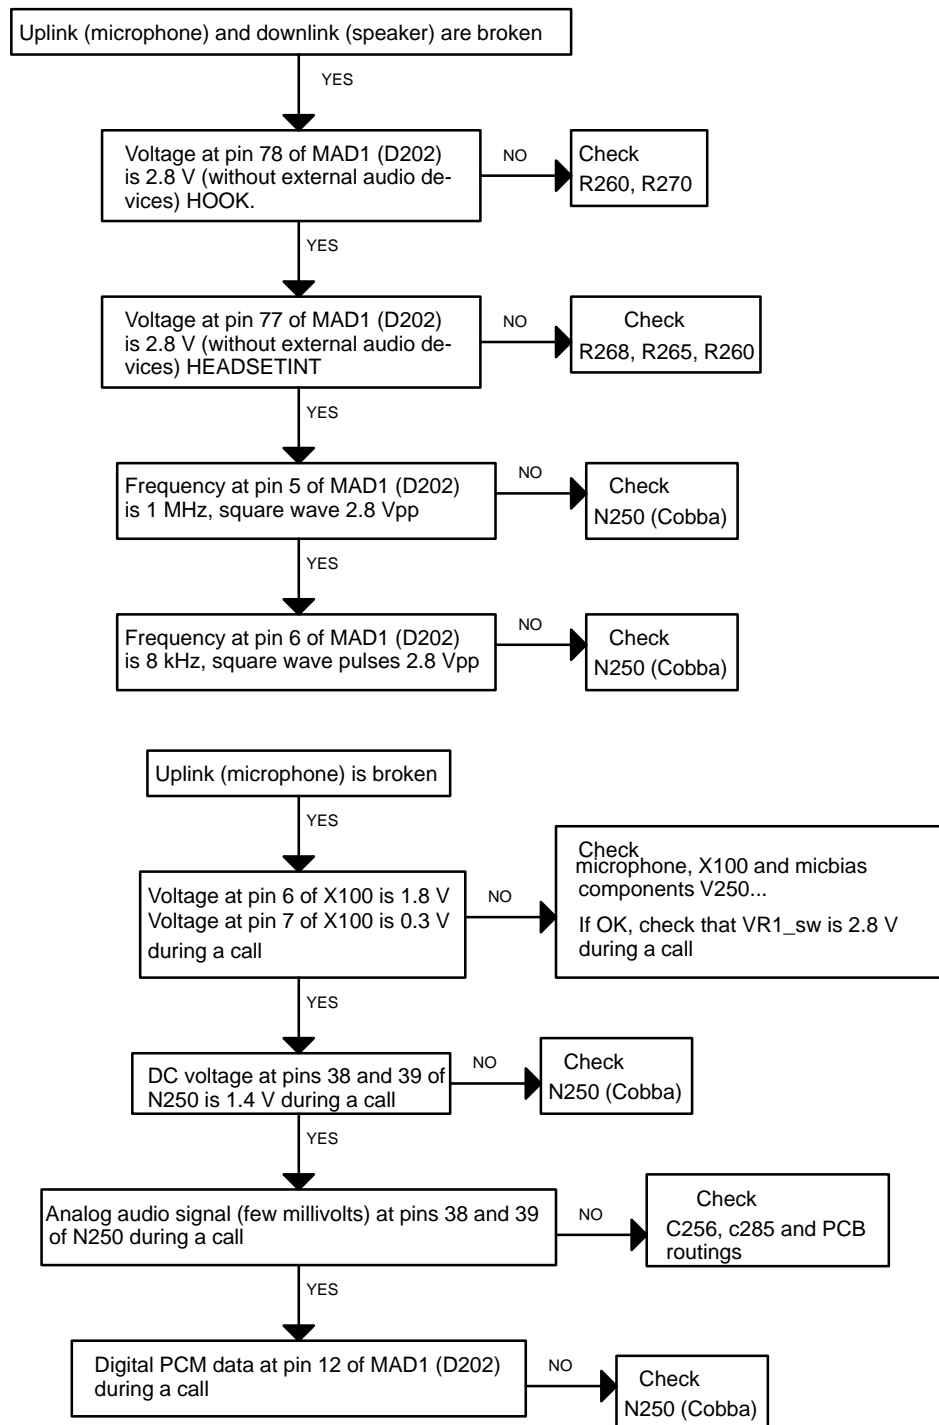 Uplink (microphone) and downlink (speaker) are broken
YES
Voltage at pin 78 of MAD1 (D202)
is 2.8 V (without external audio de-
vices) HOOK.
NO
Check
R260, R270
YES
Voltage at pin 77 of MAD1 (D202)
is 2.8 V (without external audio de-
vices) HEADSETINT
NO
Check
R268, R265, R260
YES
Frequency at pin 5 of MAD1 (D202)
is 1 MHz, square wave 2.8 Vpp
NO
Check
N250 (Cobba)
YES
Frequency at pin 6 of MAD1 (D202)
is 8 kHz, square wave pulses 2.8 Vpp
NO
Check
N250 (Cobba)
Uplink (microphone) is broken
YES
Voltage at pin 6 of X100 is 1.8 V
Voltage at pin 7 of X100 is 0.3 V
during a call
NO
Check
microphone, X100 and micbias
components V250...
If OK, check that VR1_sw is 2.8 V
during a call
YES
DC voltage at pins 38 and 39 of
N250 is 1.4 V during a call
NO
Check
N250 (Cobba)
YES
Analog audio signal (few millivolts) at pins 38 and 39
of N250 during a call
NO
Check
C256, c285 and PCB
routings
YES
Digital PCM data at pin 12 of MAD1 (D202)
during a call
NO
Check
N250 (Cobba)